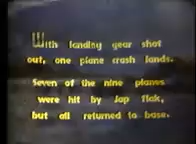 With landing gear shot
out, one plane crash lands.
Seven of the nine planes
were hit by Jap flak,
but all returned to base.